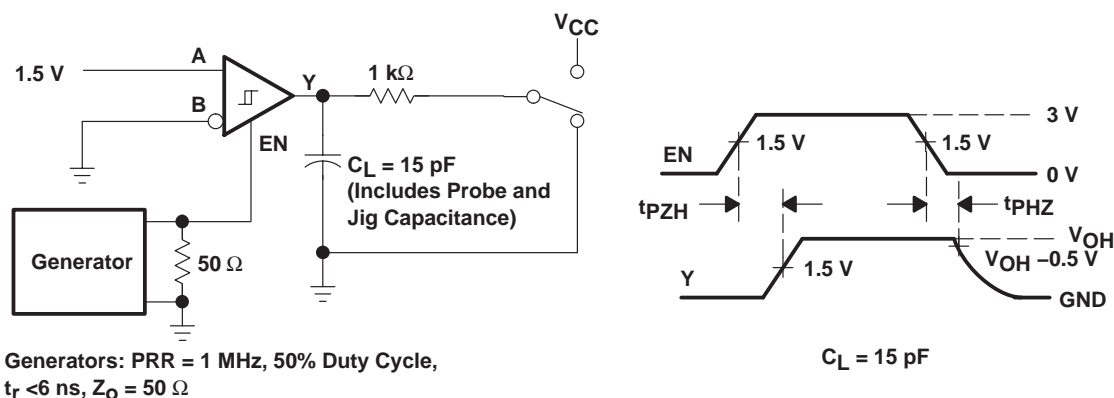 VCC
1.5 V
A
B
Y
1 kΩ
EN
CL = 15 pF
(Includes Probe and
Jig Capacitance)
Generator
50 Ω
Generators: PRR = 1 MHz, 50% Duty Cycle,
tr <6 ns, ZO = 50 Ω
EN
1.5 V
1.5 V
3 V
0 V
tPZH
tPHZ
Y
1.5 V
VOH
VOH –0.5 V
GND
CL = 15 pF